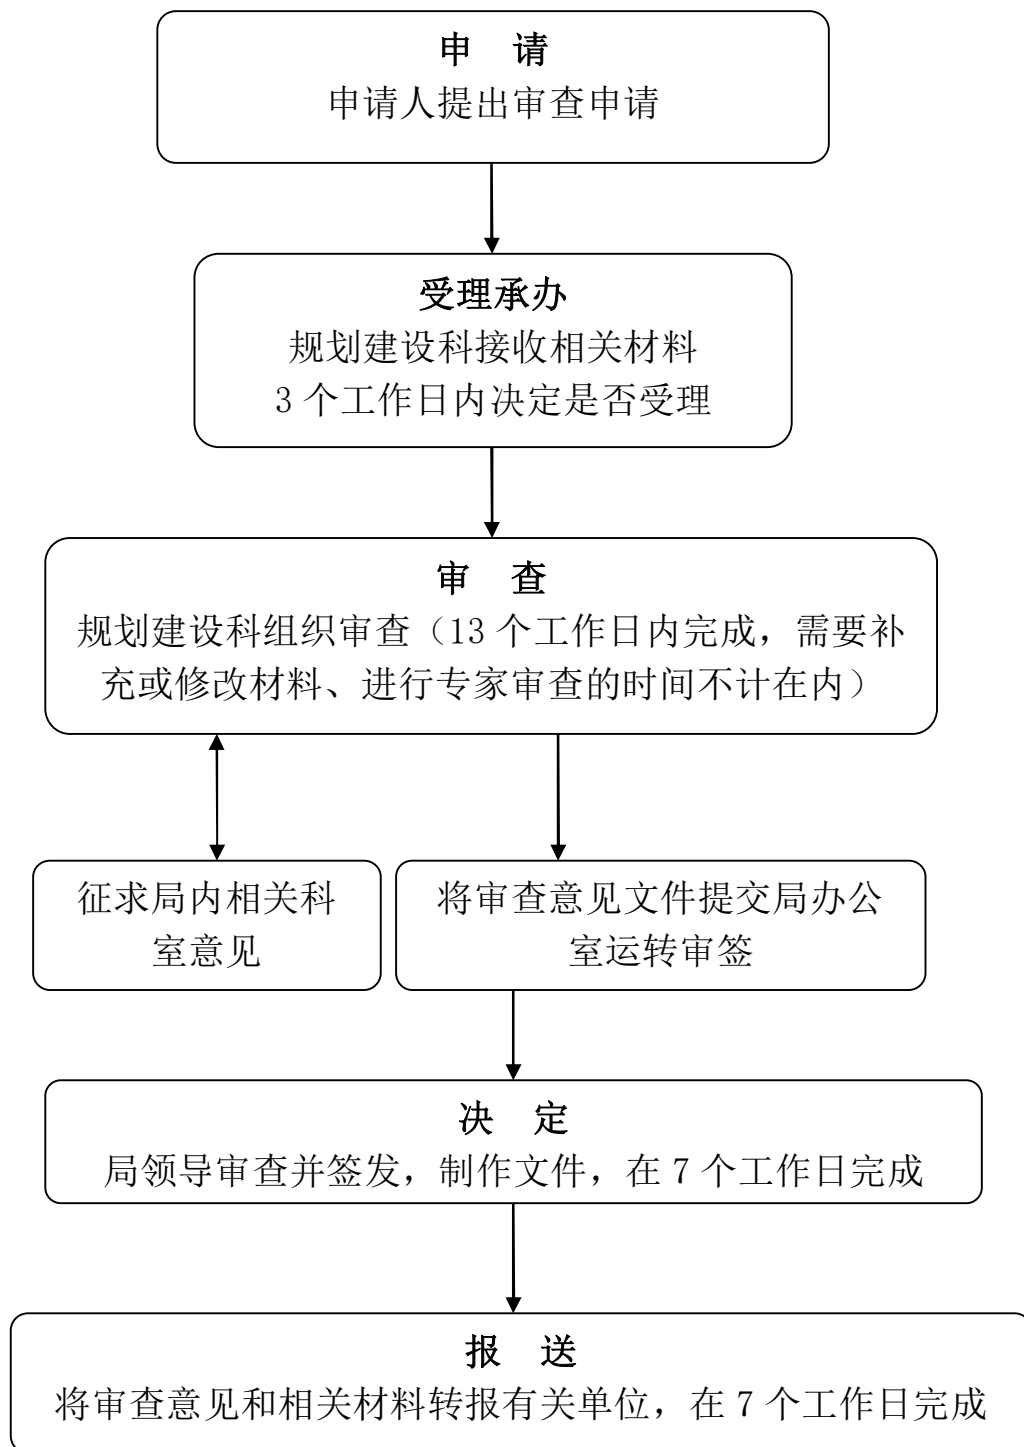 申 请
申请人提出审查申请
受理承办
规划建设科接收相关材料
3 个工作日内决定是否受理
审 查
规划建设科组织审查（13 个工作日内完成，需要补
充或修改材料、进行专家审查的时间不计在内）
征求局内相关科
室意见
将审查意见文件提交局办公
室运转审签
决 定
局领导审查并签发，制作文件，在 7 个工作日完成
报 送
将审查意见和相关材料转报有关单位，在 7 个工作日完成